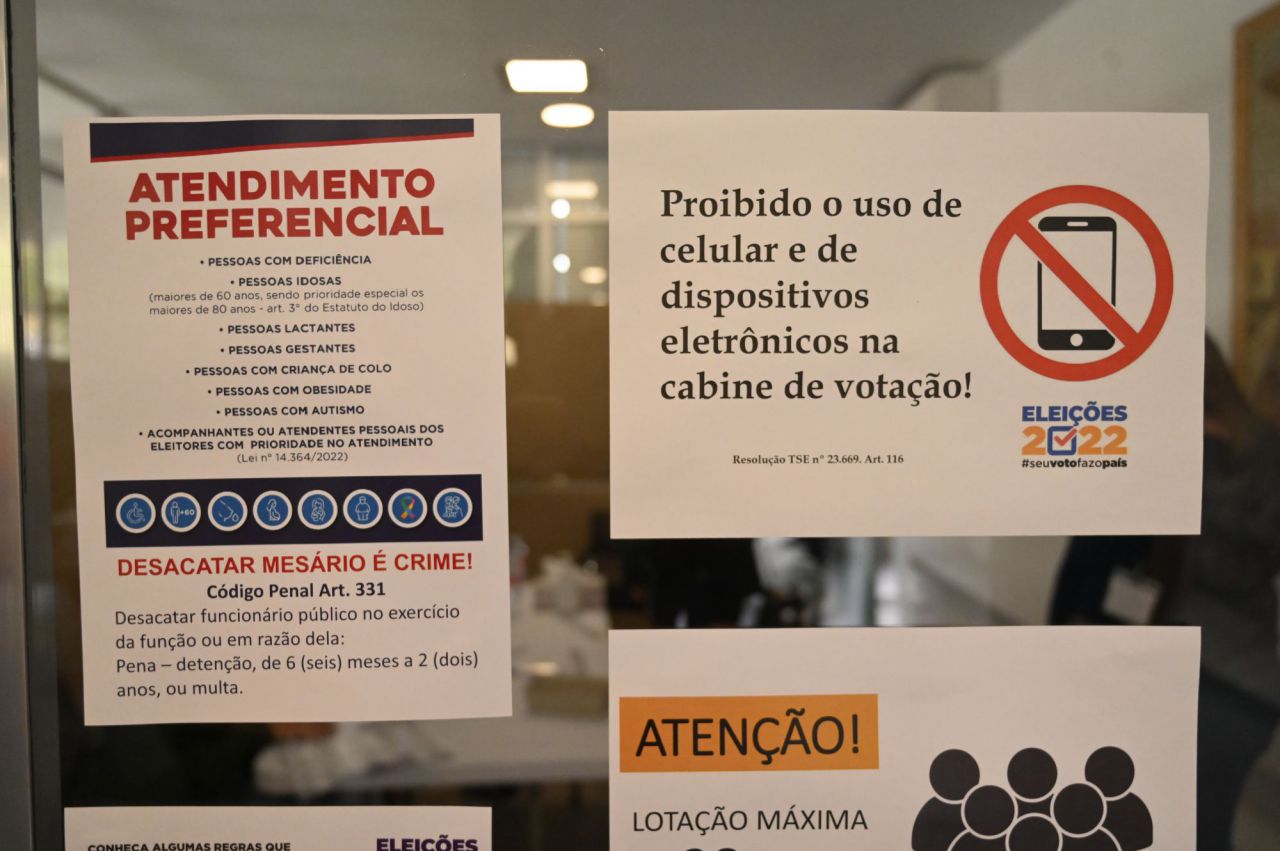 ATENDIMENTO
PREFERENCIAL
• PESSOAS COM DEFICIÊNCIA
• PESSOAS IDOSAS
(maiores de 60 anos, sendo prioridade especial os
maiores de 80 anos - art. 3° do Estatuto do Idoso)
• PESSOAS LACTANTES
• PESSOAS GESTANTES
• PESSOAS COM CRIANÇA DE COLO
• PESSOAS COM OBESIDADE
• PESSOAS COM AUTISMO
• ACOMPANHANTES OU ATENDENTES PESSOAIS DOS
ELEITORES COM PRIORIDADE NO ATENDIMENTO
(Lei n° 14.364/2022)
+60
DESACATAR MESÁRIO É CRIME!
Código Penal Art. 331
Desacatar funcionário público no exercício
da função ou em razão dela:
Pena – detenção, de 6 (seis) meses a 2 (dois)
anos, ou multa.
CONHEÇA ALGUMAS REGRAS QUE
ELEIÇÕES
Proibido o uso de
celular e de
dispositivos
eletrônicos na
cabine de votação!
Resolução TSE n° 23.669. Art. 116
ELEIÇÕES
2022
#seuvotofazopaís
ATENÇÃO!
LOTAÇÃO MÁXIMA